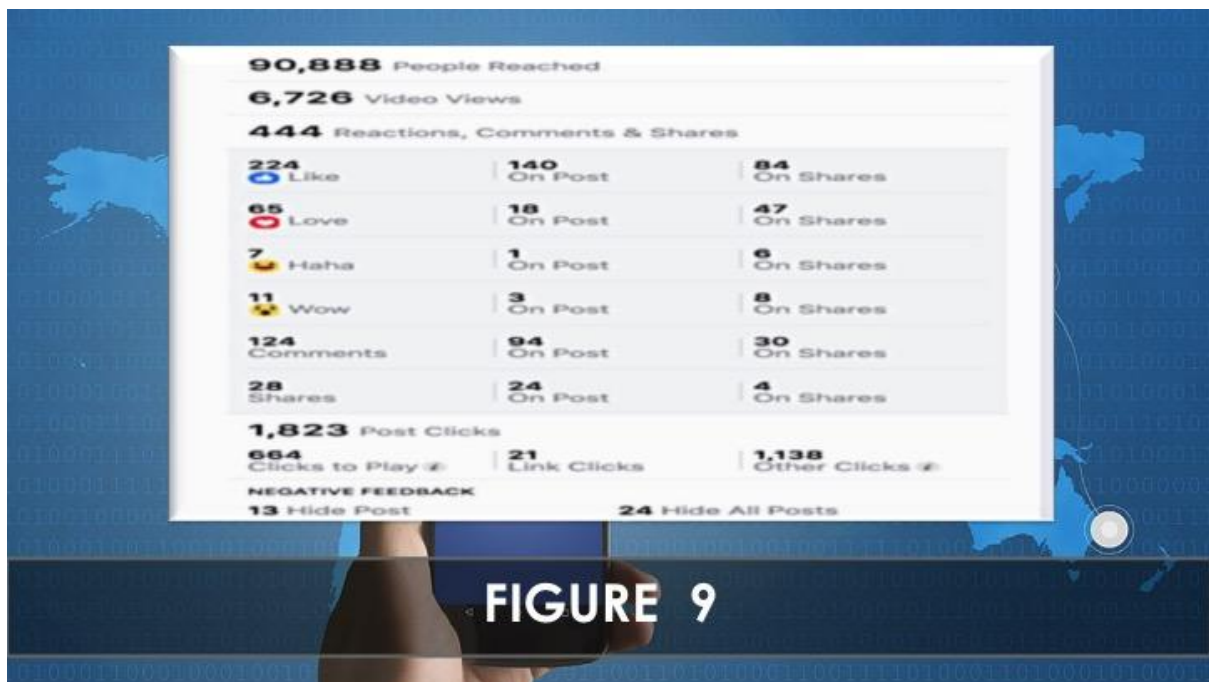 90,888 People Reached
6,726 Video Views
444 Reactions, Comments & Shares
224 140 84
Like On Post On Shares
65 18 47
Love On Post On Shares
7 1 6
Haha On Post On Shares
11 3 8
Wow On Post On Shares
124 94 30
Comments On Post On Shares
28 24 4
Shares On Post On Shares
1,823 Post Clicks
664 21 1,138
Clicks to Play Link Clicks Other Clicks
NEGATIVE FEEDBACK
13 Hide Post 24 Hide All Posts
FIGURE 9